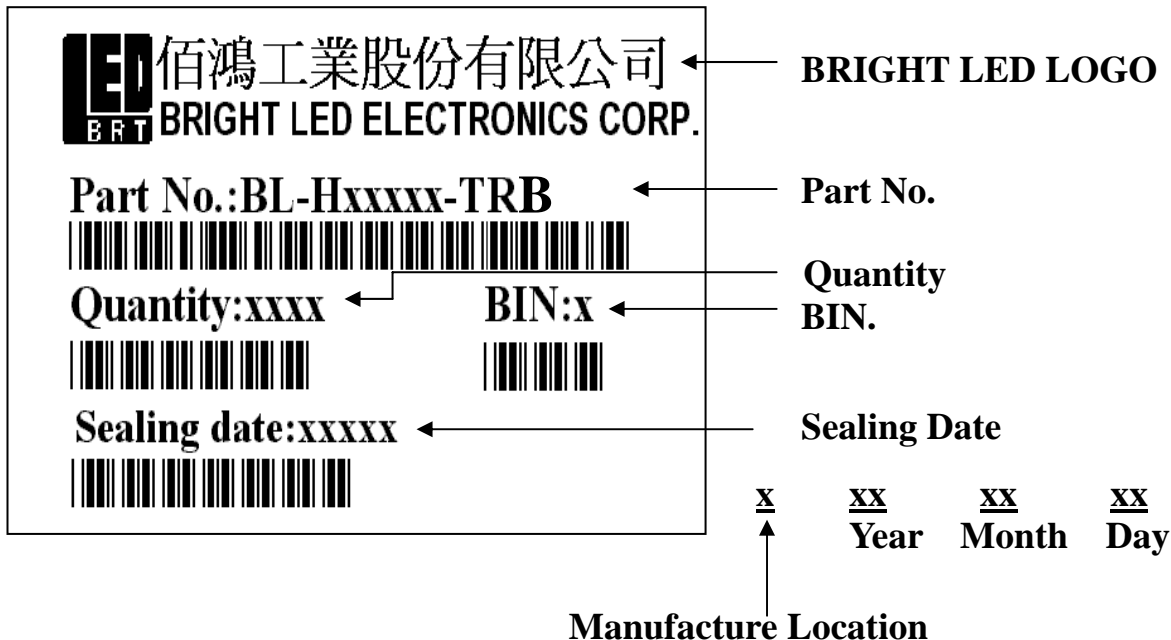 LED 佰鴻工業股份有限公司 BRIGHT LED LOGO
BRT BRIGHT LED ELECTRONICS CORP.
Part No.:BL-Hxxxxx-TRB Part No.
Quantity
Quantity:xxxx BIN:x BIN.
Sealing date:xxxxx Sealing Date
x xx xx xx
Year Month Day
Manufacture Location